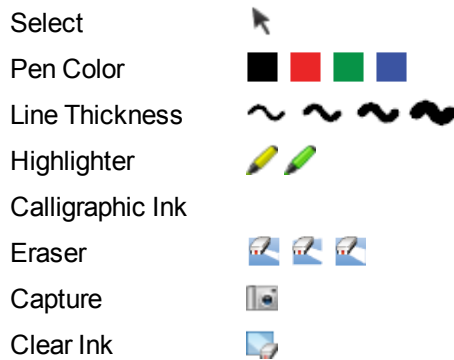 Select
Pen Color
Line Thickness
Highlighter
Calligraphic Ink
Eraser
Capture
Clear Ink